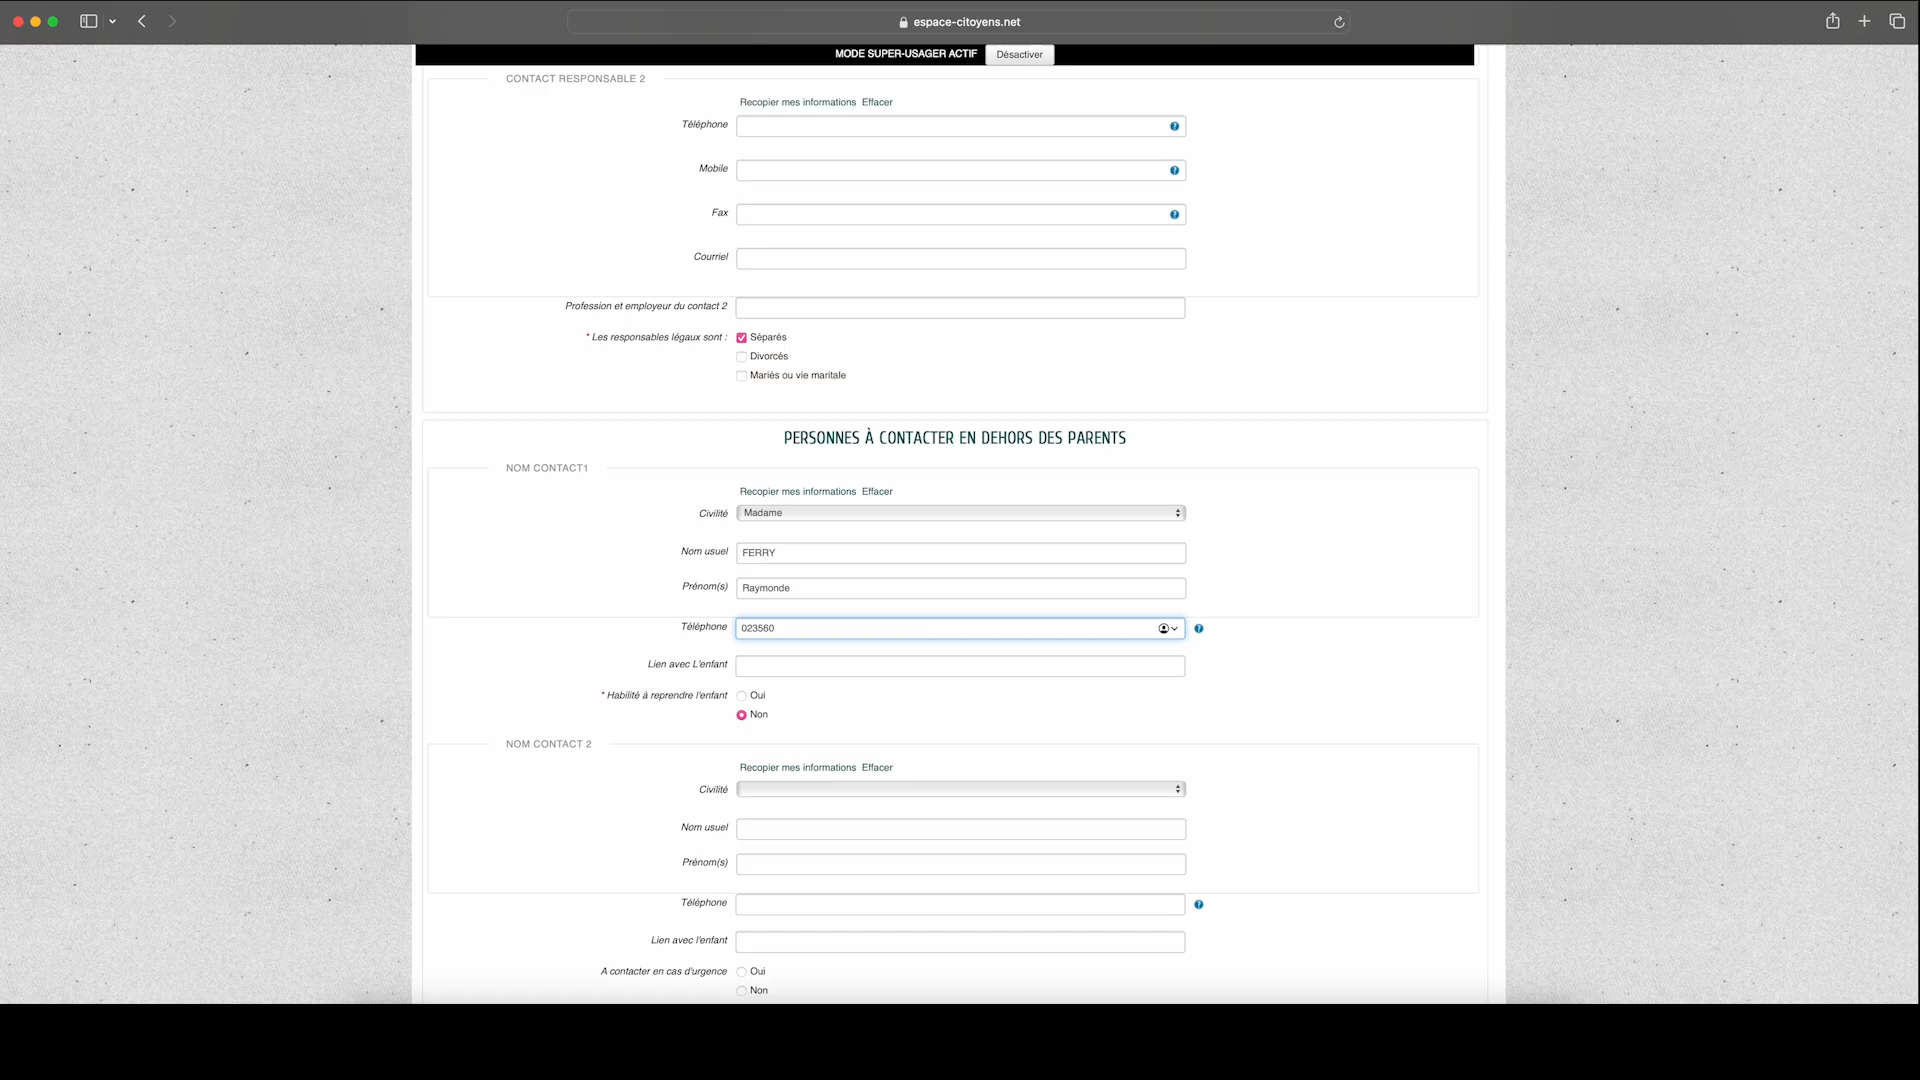 espace-citoyens.net
MODE SUPER-USAGER ACTIF Désactiver
CONTACT RESPONSABLE 2
Recopier mes informations Effacer
Téléphone
Mobile
Fax
Courriel
Profession et employeur du contact 2
* Les responsables légaux sont : Séparés
Divorcés
Mariés ou vie maritale
PERSONNES À CONTACTER EN DEHORS DES PARENTS
NOM CONTACT1
Recopier mes informations Effacer
Civilité Madame
Nom usuel FERRY
Prénom(s) Raymonde
Téléphone 023560
Lien avec L'enfant
* Habilité à reprendre l'enfant Oui
Non
NOM CONTACT 2
Recopier mes informations Effacer
Civilité
Nom usuel
Prénom(s)
Téléphone
Lien avec l'enfant
A contacter en cas d'urgence Oui
Non